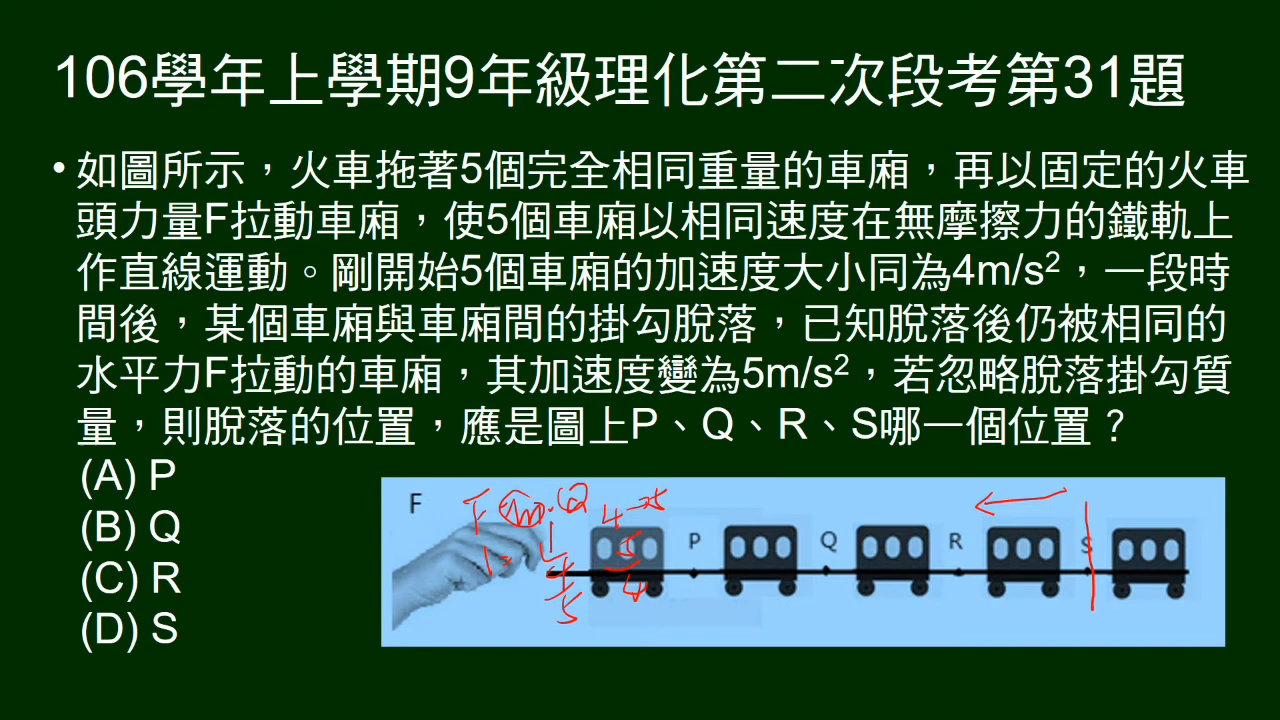 106學年上學期9年級理化第二次段考第31題
• 如圖所示，火車拖著5個完全相同重量的車廂，再以固定的火車
頭力量F拉動車廂，使5個車廂以相同速度在無摩擦力的鐵軌上
作直線運動。剛開始5個車廂的加速度大小同為4m/s²，一段時
間後，某個車廂與車廂間的掛勾脫落，已知脫落後仍被相同的
水平力F拉動的車廂，其加速度變為5m/s²，若忽略脫落掛勾質
量，則脫落的位置，應是圖上P、Q、R、S哪一個位置？
(A) P
(B) Q
(C) R
(D) S
F
P Q R S